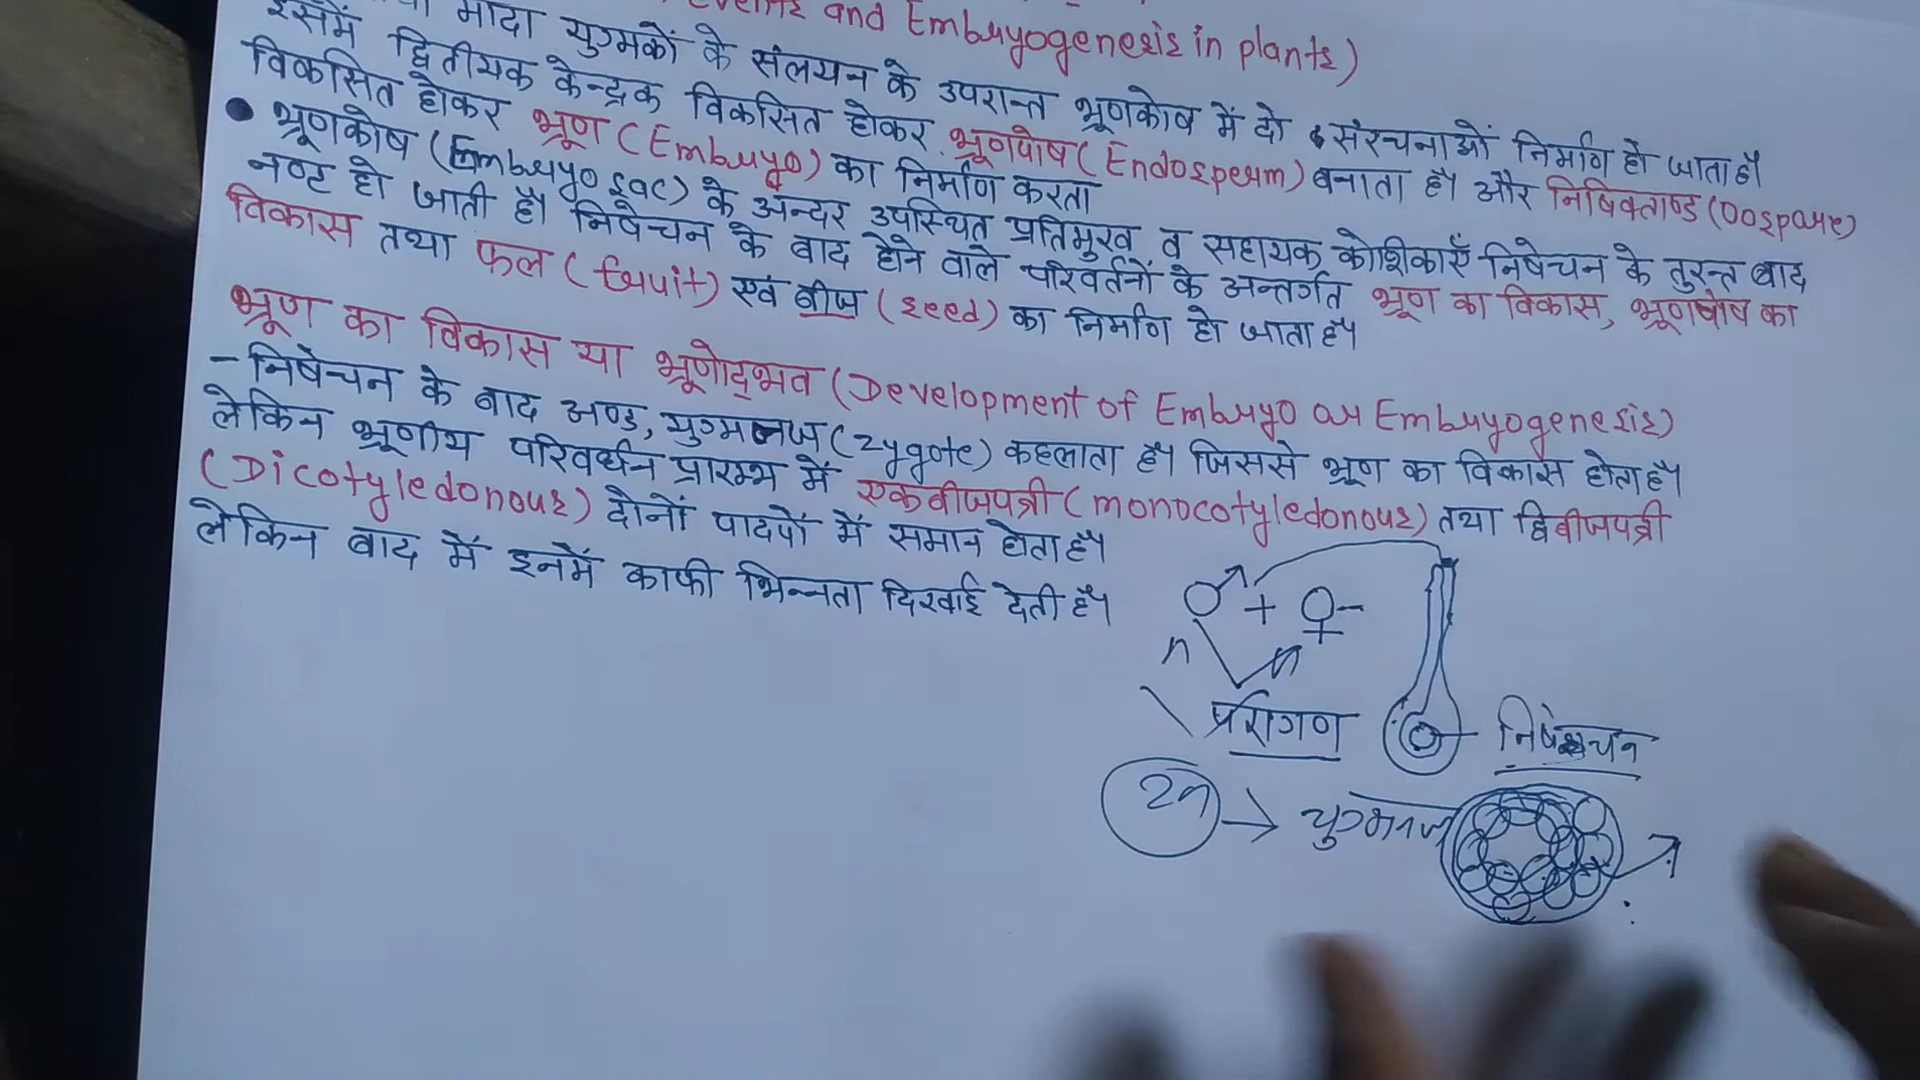 and Embryogenesis in plants)
मादा युग्मकों के संलयन के उपरान्त भ्रूणकोष में दो संरचनाओं निर्माण हो जाता है
इसमें द्वितीयक केन्द्रक विकसित होकर भ्रूणपोष (Endosperm) बनाता है और निषिक्ताण्ड (Oospore)
विकसित होकर भ्रूण (Embryo) का निर्माण करता
भ्रूणकोष (Embryo sac) के अन्दर उपस्थित प्रतिमुख व सहायक कोशिकाएँ निषेचन के तुरन्त बाद
नष्ट हो जाती है। निषेचन के बाद होने वाले परिवर्तनों के अन्तर्गत भ्रूण का विकास, भ्रूणपोष का
विकास तथा फल (fruit) एवं बीज (seed) का निर्माण हो जाता है।
भ्रूण का विकास या भ्रूणोद्भव (Development of Embryo or Embryogenesis)
- निषेचन के बाद अण्ड, युग्मनज (zygote) कहलाता है। जिससे भ्रूण का विकास होता है।
लेकिन भ्रूणीय परिवर्धन प्रारम्भ में एकबीजपत्री (monocotyledonous) तथा द्विबीजपत्री
(Dicotyledonous) दोनों पादपों में समान होता है।
लेकिन बाद में इनमें काफी भिन्नता दिखाई देती है।
♂ + ♀
n n
परागण
निषेचन
2n → युग्मनज